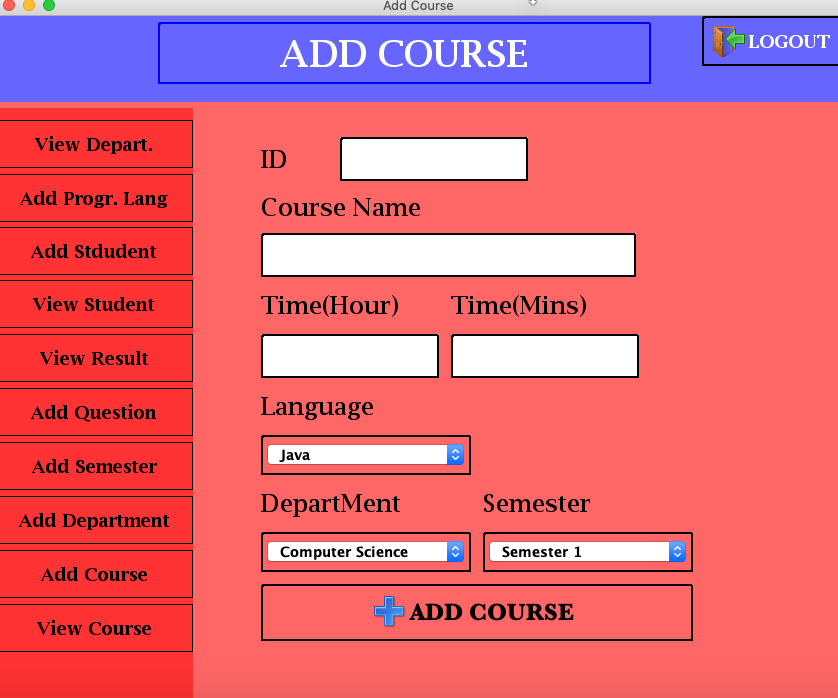 Add Course
ADD COURSE
LOGOUT
View Depart.
Add Progr. Lang
Add Stdudent
View Student
View Result
Add Question
Add Semester
Add Department
Add Course
View Course
ID
Course Name
Time(Hour) Time(Mins)
Language
Java
DepartMent Semester
Computer Science Semester 1
ADD COURSE